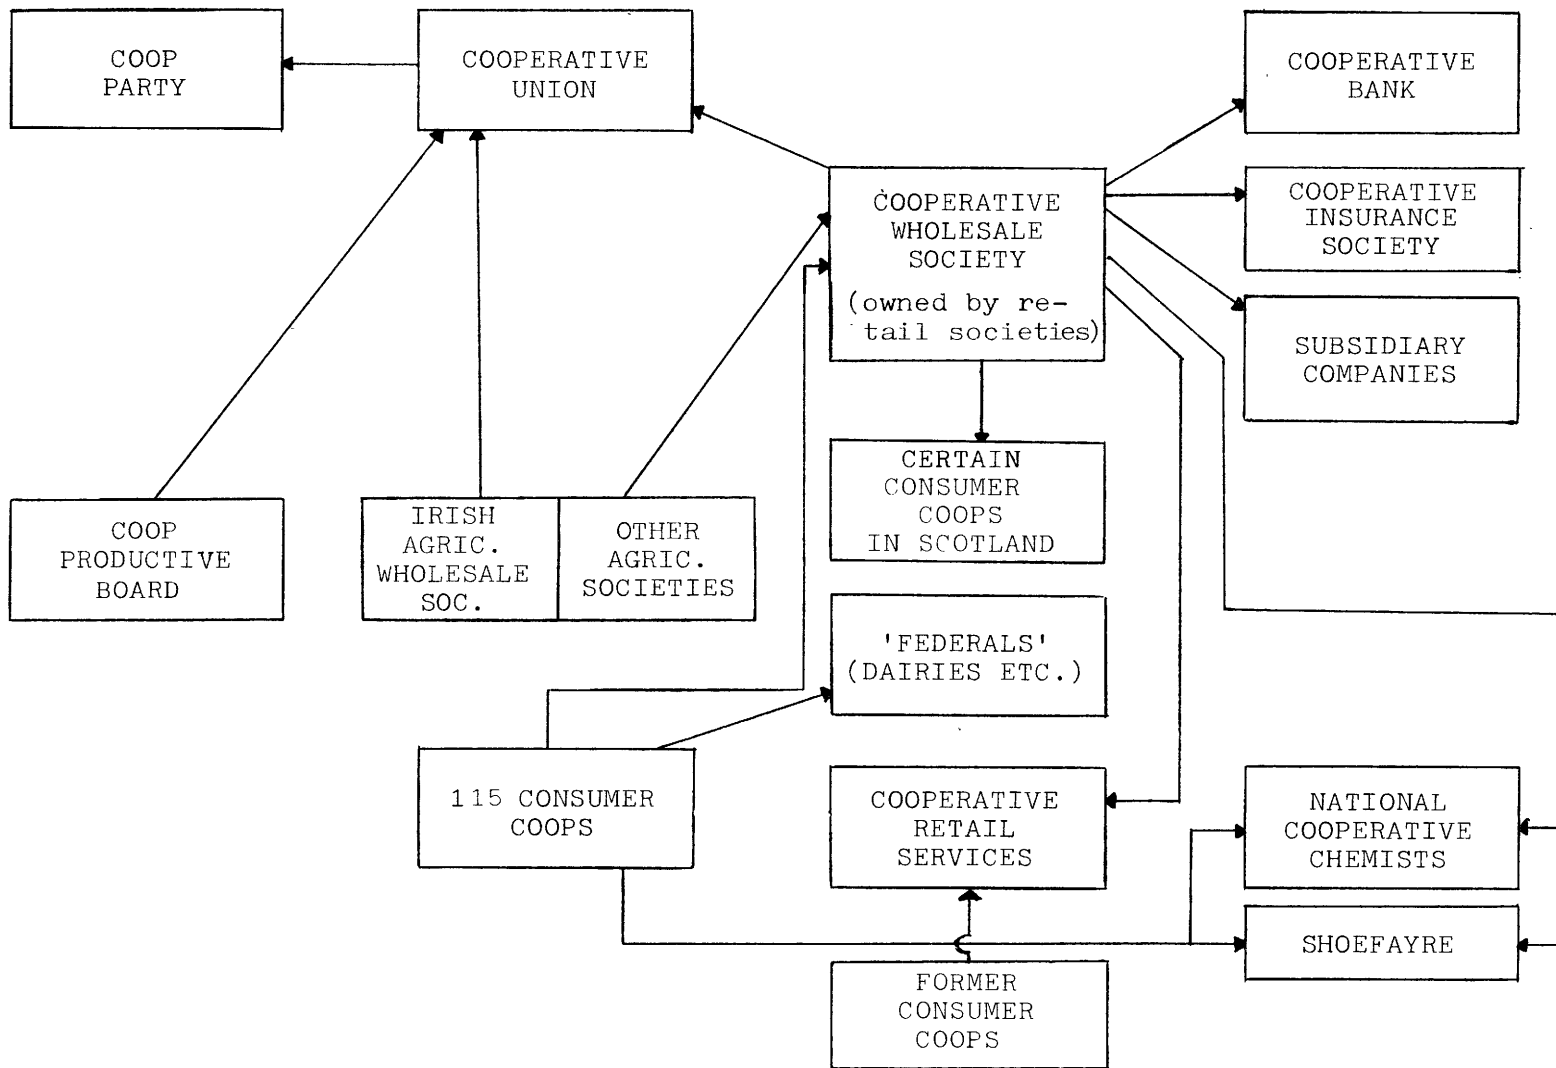 COOP
PARTY
COOPERATIVE
UNION
COOPERATIVE
BANK
COOPERATIVE
WHOLESALE
SOCIETY
(owned by re-
tail societies)
COOPERATIVE
INSURANCE
SOCIETY
SUBSIDIARY
COMPANIES
CERTAIN
CONSUMER
COOPS
IN SCOTLAND
COOP
PRODUCTIVE
BOARD
IRISH
AGRIC.
WHOLESALE
SOC.
OTHER
AGRIC.
SOCIETIES
'FEDERALS'
(DAIRIES ETC.)
115 CONSUMER
COOPS
COOPERATIVE
RETAIL
SERVICES
NATIONAL
COOPERATIVE
CHEMISTS
SHOEFAYRE
FORMER
CONSUMER
COOPS